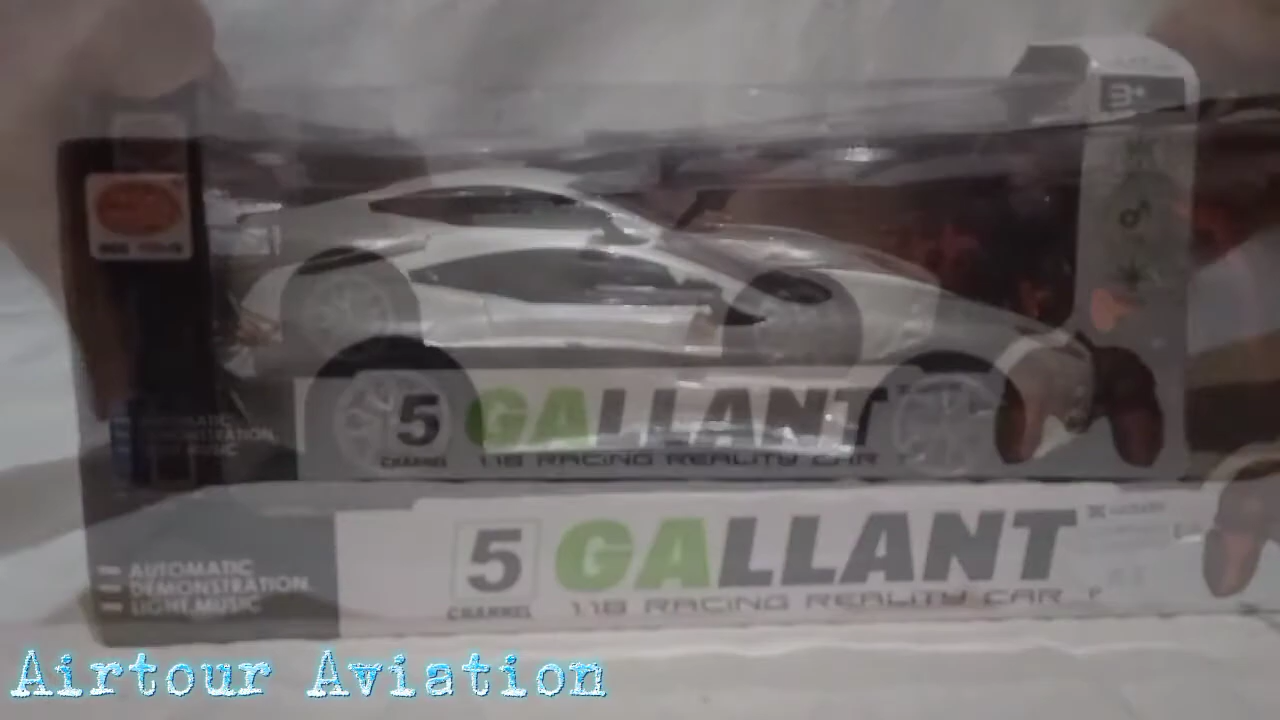 3+
5 GALLANT
CHANNEL 1:18 RACING REALITY CAR
AUTOMATIC
DEMONSTRATION
LIGHT MUSIC
5 GALLANT
CHANNEL 1:18 RACING REALITY CAR
AUTOMATIC
DEMONSTRATION
LIGHT MUSIC
Airtour Aviation